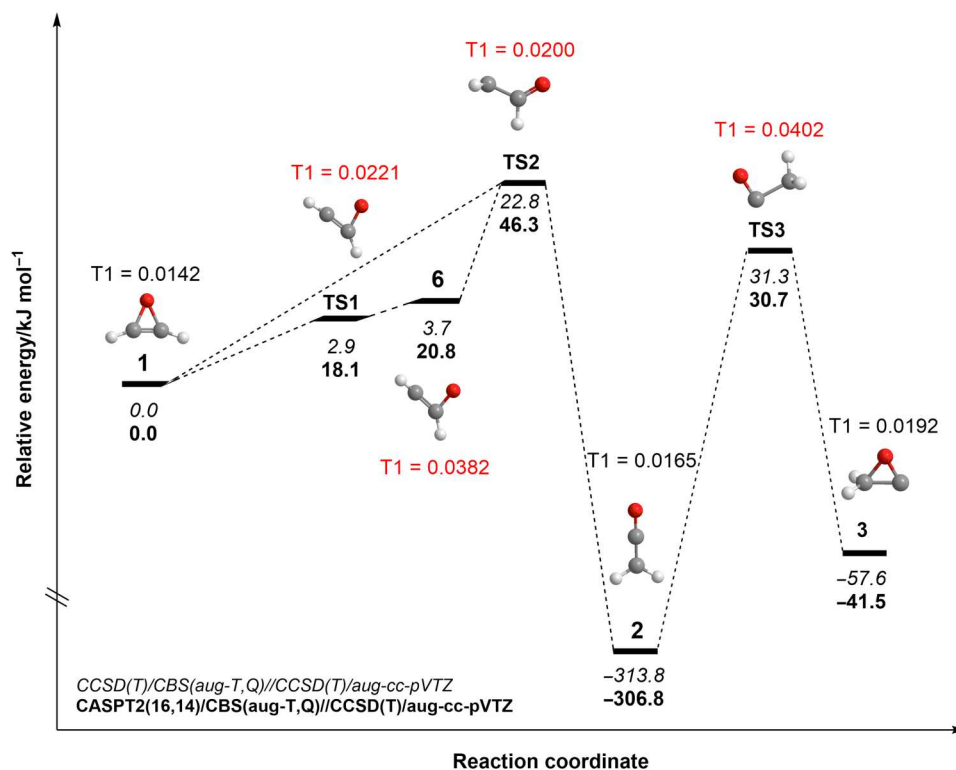 T1 = 0.0200
T1 = 0.0402
TS2
T1 = 0.0221
22.8
46.3
TS3
31.3
30.7
T1 = 0.0142
6
TS1
3.7
20.8
2.9
18.1
1
0.0
0.0
T1 = 0.0382
T1 = 0.0165
T1 = 0.0192
3
–57.6
–41.5
2
–313.8
–306.8
CCSD(T)/CBS(aug-T,Q)//CCSD(T)/aug-cc-pVTZ
CASPT2(16,14)/CBS(aug-T,Q)//CCSD(T)/aug-cc-pVTZ
Relative energy/kJ mol⁻¹
Reaction coordinate